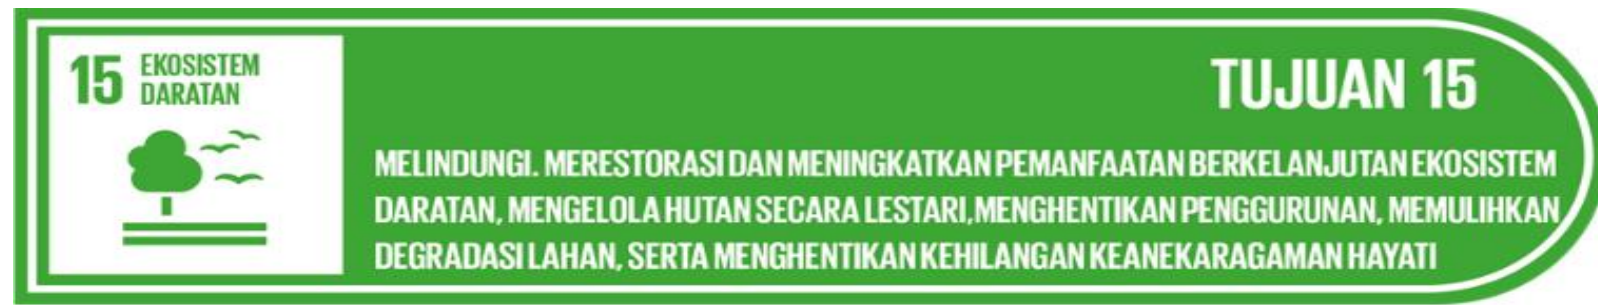 15 EKOSISTEM
DARATAN
TUJUAN 15
MELINDUNGI. MERESTORASI DAN MENINGKATKAN PEMANFAATAN BERKELANJUTAN EKOSISTEM
DARATAN, MENGELOLA HUTAN SECARA LESTARI,MENGHENTIKAN PENGGURUNAN, MEMULIHKAN
DEGRADASI LAHAN, SERTA MENGHENTIKAN KEHILANGAN KEANEKARAGAMAN HAYATI